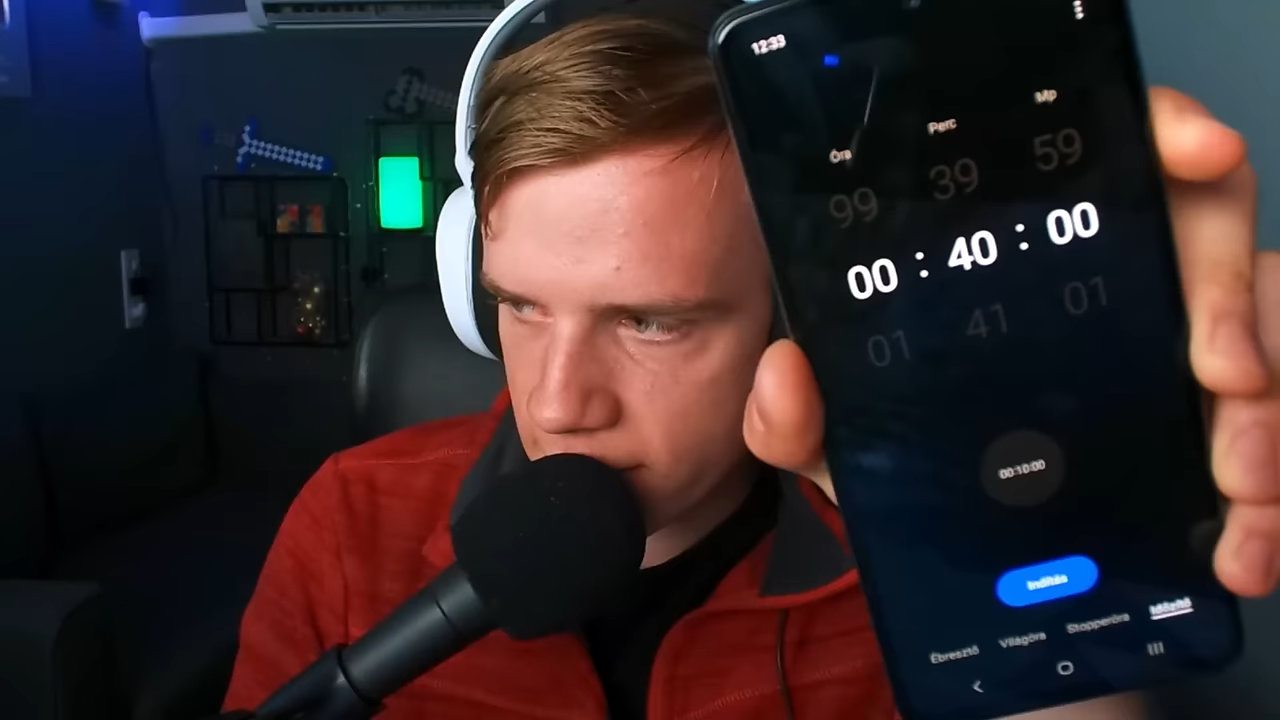 12:33
Óra Perc Mp
99 39 59
00 : 40 : 00
01 41 01
00:10:00
Indítás
Ébresztő Világóra Stopperóra Időzítő